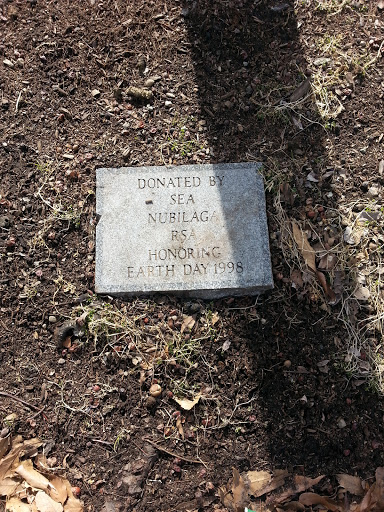 DONATED BY
SEA
NUBILAGA
RSA
HONORING
EARTH DAY 1998